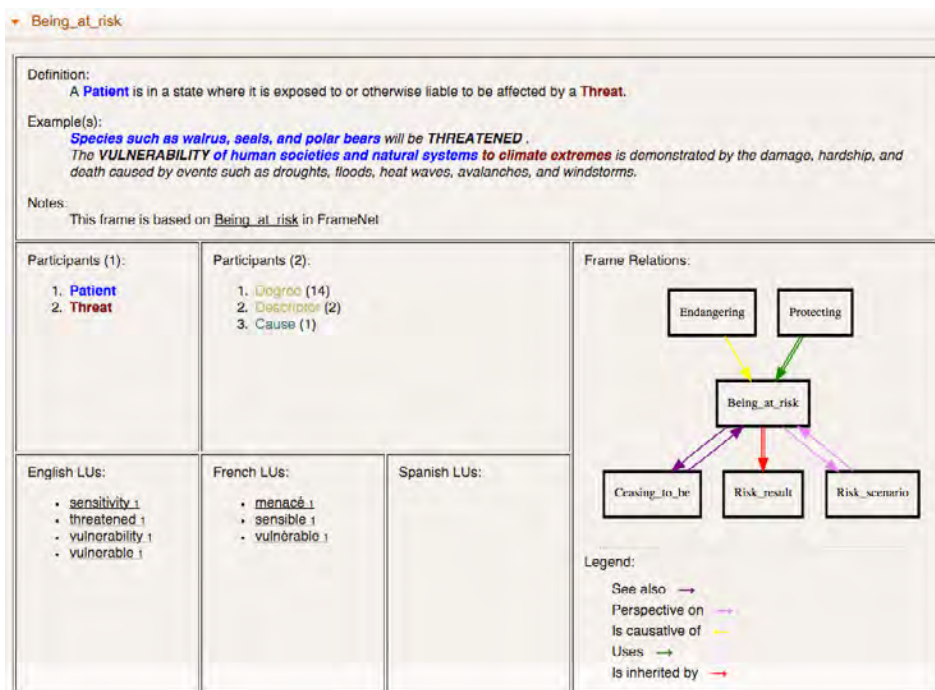 Being_at_risk
Definition:
A Patient is in a state where it is exposed to or otherwise liable to be affected by a Threat.
Example(s):
Species such as walrus, seals, and polar bears will be THREATENED .
The VULNERABILITY of human societies and natural systems to climate extremes is demonstrated by the damage, hardship, and
death caused by events such as droughts, floods, heat waves, avalanches, and windstorms.
Notes:
This frame is based on Being_at_risk in FrameNet
Participants (1):
1. Patient
2. Threat
Participants (2):
1. Degree (14)
2. Descriptor (2)
3. Cause (1)
Frame Relations:
Endangering
Protecting
Being_at_risk
Ceasing_to_be
Risk_result
Risk_scenario
English LUs:
• sensitivity 1
• threatened 1
• vulnerability 1
• vulnerable 1
French LUs:
• menacé 1
• sensible 1
• vulnérable 1
Spanish LUs:
Legend:
See also →
Perspective on →
Is causative of →
Uses →
Is inherited by →